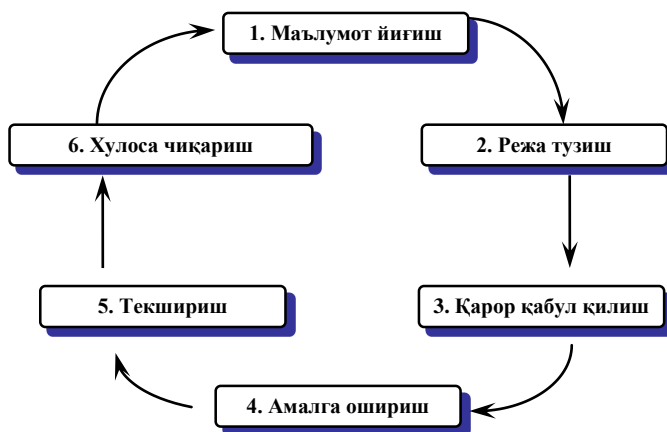 1. Маълумот йиғиш
2. Режа тузиш
3. Қарор қабул қилиш
4. Амалга ошириш
5. Текшириш
6. Хулоса чиқариш